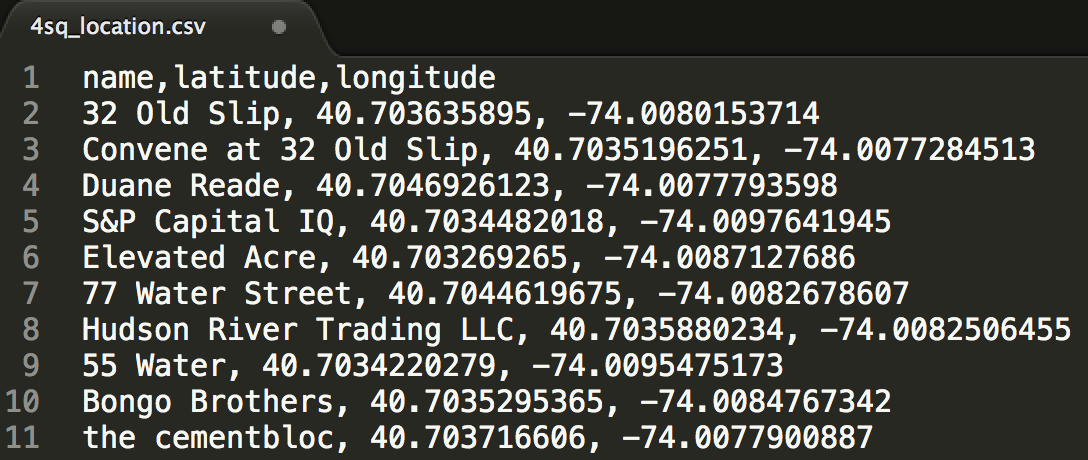 4sq_location.csv
1 name,latitude,longitude
2 32 Old Slip, 40.703635895, -74.0080153714
3 Convene at 32 Old Slip, 40.7035196251, -74.0077284513
4 Duane Reade, 40.7046926123, -74.0077793598
5 S&P Capital IQ, 40.7034482018, -74.0097641945
6 Elevated Acre, 40.703269265, -74.0087127686
7 77 Water Street, 40.7044619675, -74.0082678607
8 Hudson River Trading LLC, 40.7035880234, -74.0082506455
9 55 Water, 40.7034220279, -74.0095475173
10 Bongo Brothers, 40.7035295365, -74.0084767342
11 the cementbloc, 40.703716606, -74.0077900887